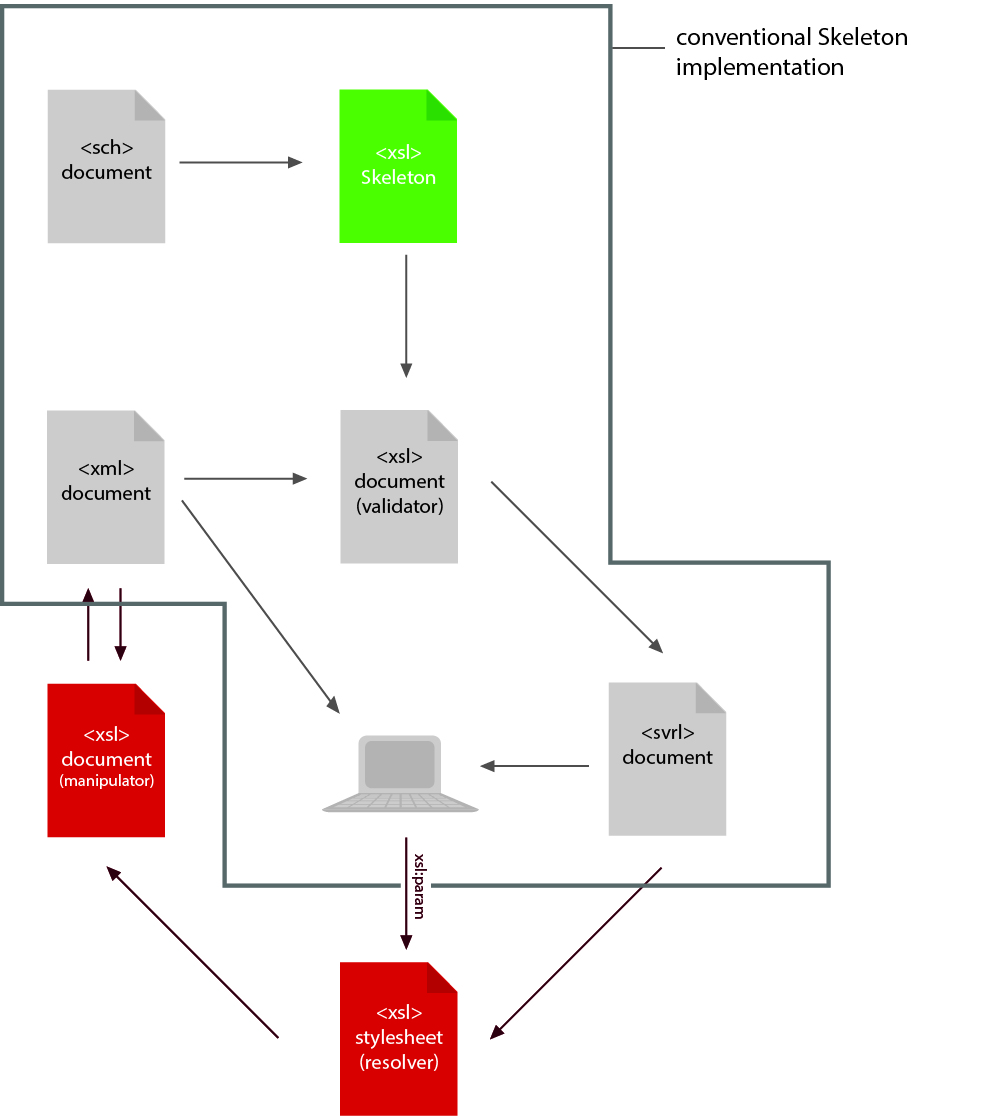 conventional Skeleton
implementation
<sch>
document
<xsl>
Skeleton
<xml>
document
<xsl>
document
(validator)
<xsl>
document
(manipulator)
<svrl>
document
xsl:param
<xsl>
stylesheet
(resolver)